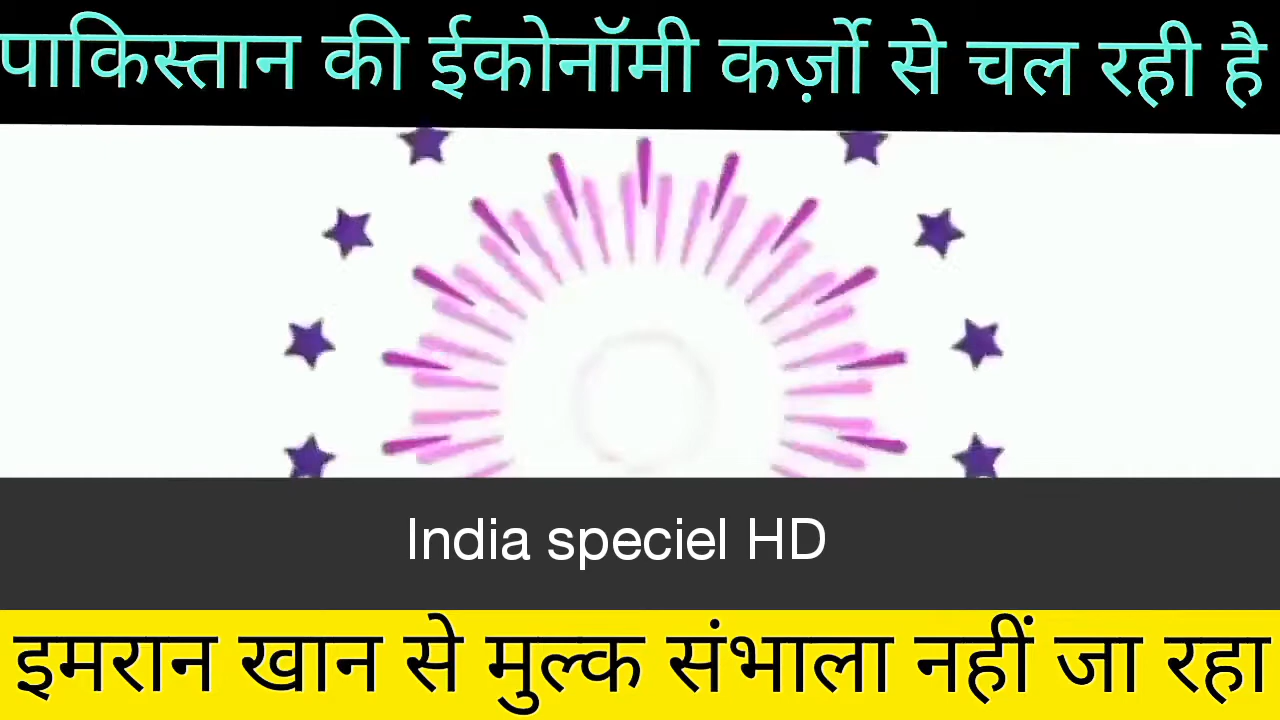 पाकिस्तान की ईकोनॉमी कर्ज़ो से चल रही है
India speciel HD
इमरान खान से मुल्क संभाला नहीं जा रहा